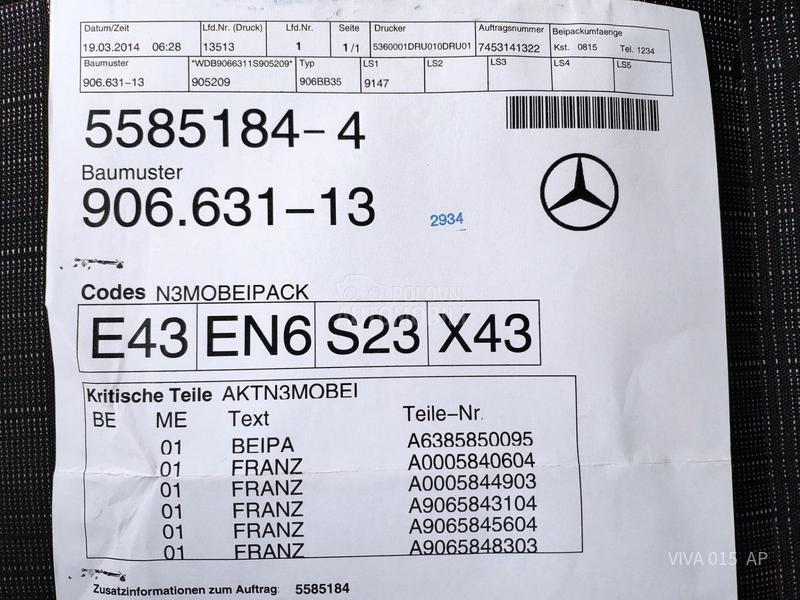 Datum/Zeit Lfd.Nr. (Druck) Lfd.Nr. Seite Drucker Auftragsnummer Beipackumfaenge
19.03.2014 06:28 13513 1 1/1 5360001DRU010DRU01 7453141322 Kst. 0815 Tel. 1234
Baumuster *WDB9066311S905209* Typ LS1 LS2 LS3 LS4 LS5
906.631-13 905209 906BB35 9147
5585184-4
Baumuster
906.631-13
2934
Codes N3MOBEIPACK
POLOVNI
AUTOMOBILI
E43 EN6 S23 X43
Kritische Teile AKTN3MOBEI
BE ME Text Teile-Nr.
01 BEIPA A6385850095
01 FRANZ A0005840604
01 FRANZ A0005844903
01 FRANZ A9065843104
01 FRANZ A9065845604
01 FRANZ A9065848303
VIVA 015 AP
Zusatzinformationen zum Auftrag: 5585184